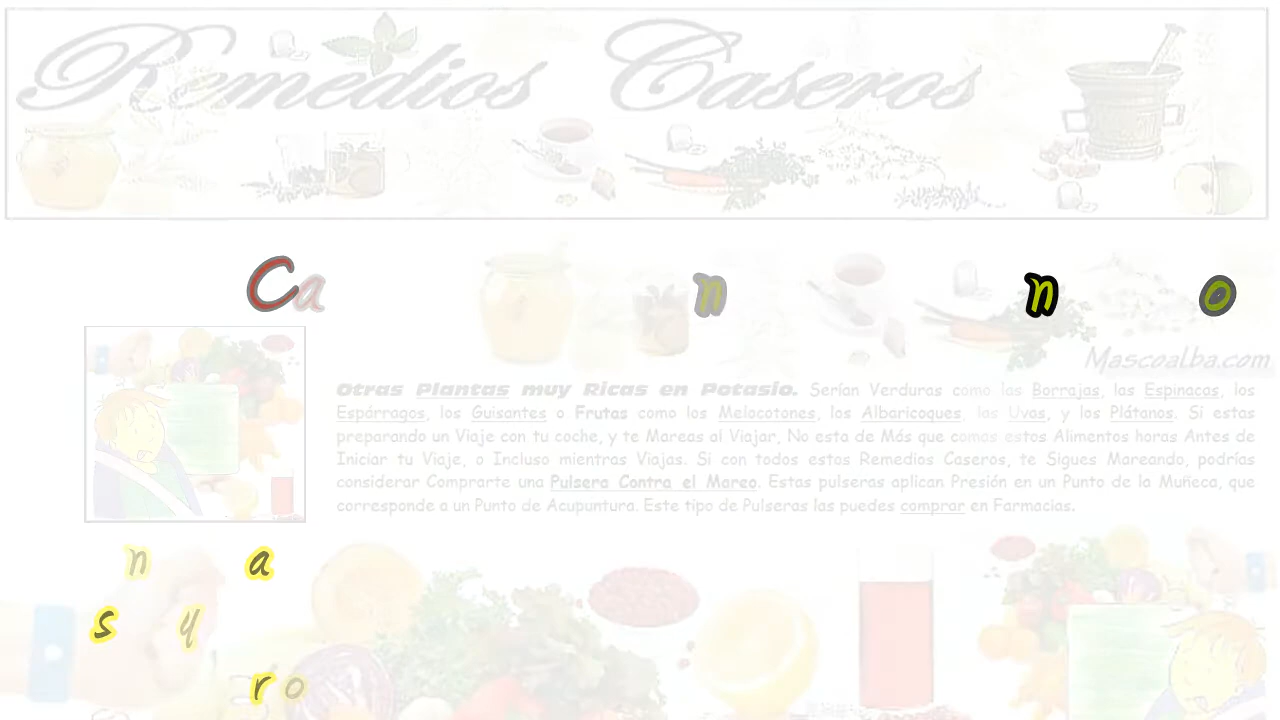 Remedios Caseros
Ca n n o
Mascoalba.com
Otras Plantas muy Ricas en Potasio. Serían Verduras como las Borrajas, las Espinacas, los
Espárragos, los Guisantes o Frutas como los Melocotones, los Albaricoques, las Uvas, y los Plátanos. Si estas
preparando un Viaje con tu coche, y te Mareas al Viajar, No esta de Más que comas estos Alimentos horas Antes de
Iniciar tu Viaje, o Incluso mientras Viajas. Si con todos estos Remedios Caseros, te Sigues Mareando, podrías
considerar Comprarte una Pulsera Contra el Mareo. Estas pulseras aplican Presión en un Punto de la Muñeca, que
corresponde a un Punto de Acupuntura. Este tipo de Pulseras las puedes comprar en Farmacias.
n a
s y
r o